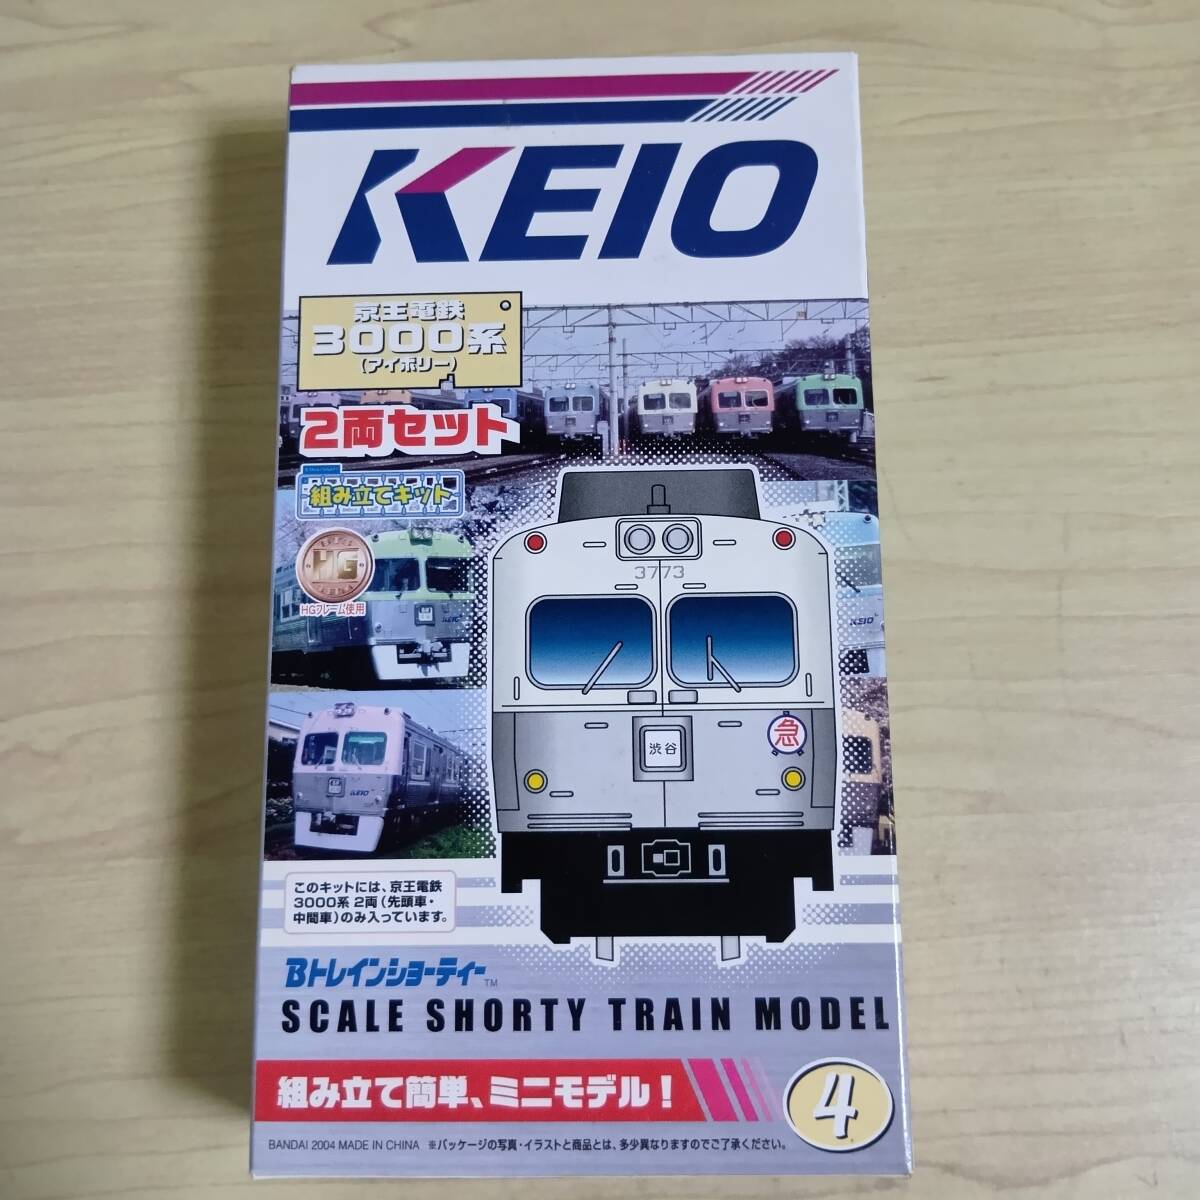 KEIO
京王電鉄
3000系
(アイボリー)
2両セット
組み立てキット
HG
HGフレーム使用
3773
渋谷
急
KEIO
KEIO
KEIO
このキットには、京王電鉄
3000系 2両(先頭車・
中間車)のみ入っています。
Bトレインショーティー™
SCALE SHORTY TRAIN MODEL
組み立て簡単、ミニモデル!
4
BANDAI 2004 MADE IN CHINA ※パッケージの写真・イラストと商品とは、多少異なりますのでご了承ください。